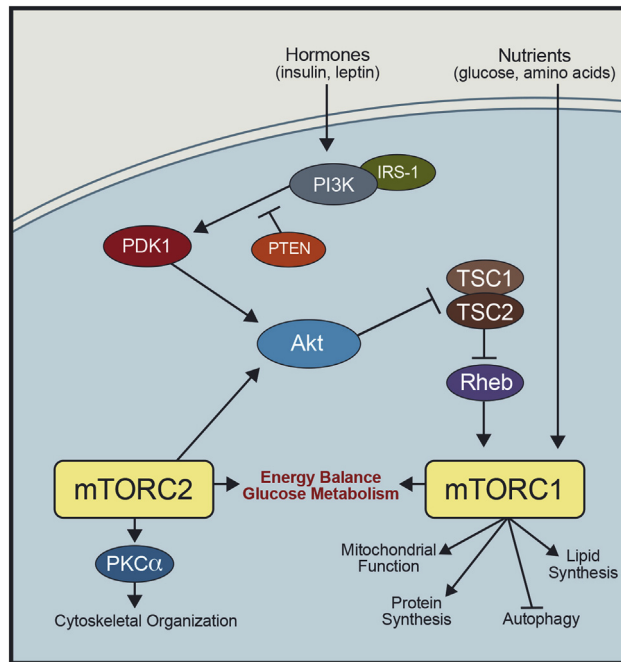 Hormones
(insulin, leptin)
Nutrients
(glucose, amino acids)
PI3K
IRS-1
PDK1
PTEN
TSC1
TSC2
Akt
Rheb
mTORC2
Energy Balance
Glucose Metabolism
mTORC1
PKCα
Cytoskeletal Organization
Mitochondrial
Function
Protein
Synthesis
Autophagy
Lipid
Synthesis